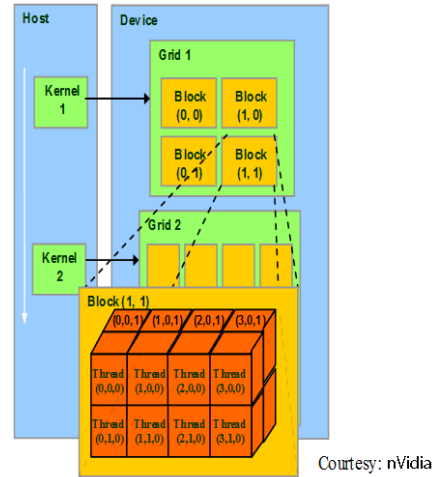 Host
Device
Grid 1
Kernel
1
Block
(0, 0)
Block
(1, 0)
Block
(0, 1)
Block
(1, 1)
Grid 2
Kernel
2
Block (1, 1)
(0,0,1) (1,0,1) (2,0,1) (3,0,1)
Thread
(0,0,0)
Thread
(1,0,0)
Thread
(2,0,0)
Thread
(3,0,0)
Thread
(0,1,0)
Thread
(1,1,0)
Thread
(2,1,0)
Thread
(3,1,0)
Courtesy: nVidia